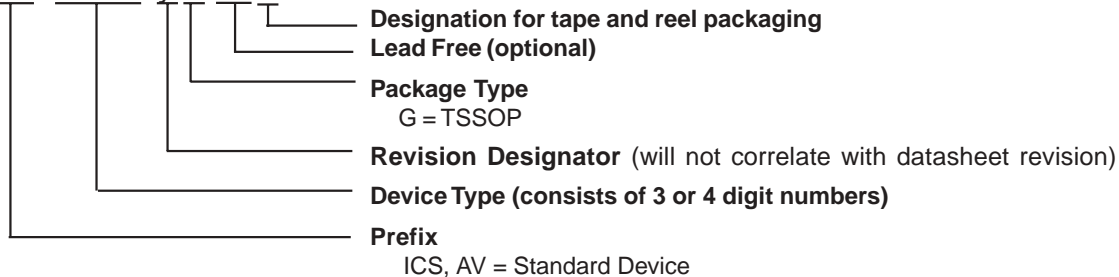 Designation for tape and reel packaging
Lead Free (optional)
Package Type
G = TSSOP
Revision Designator (will not correlate with datasheet revision)
Device Type (consists of 3 or 4 digit numbers)
Prefix
ICS, AV = Standard Device